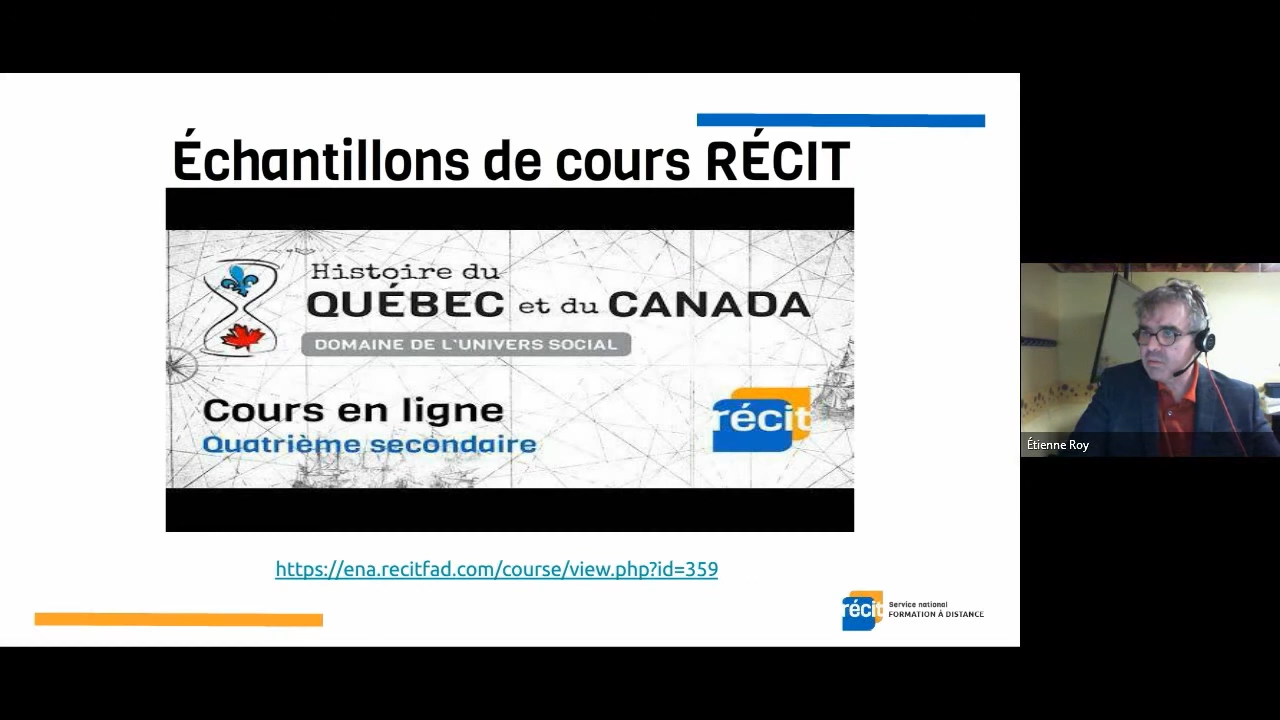 Échantillons de cours RÉCIT
Histoire du
QUÉBEC et du CANADA
DOMAINE DE L'UNIVERS SOCIAL
Cours en ligne
Quatrième secondaire
récit
https://ena.recitfad.com/course/view.php?id=359
récit
Service national
FORMATION À DISTANCE
Étienne Roy